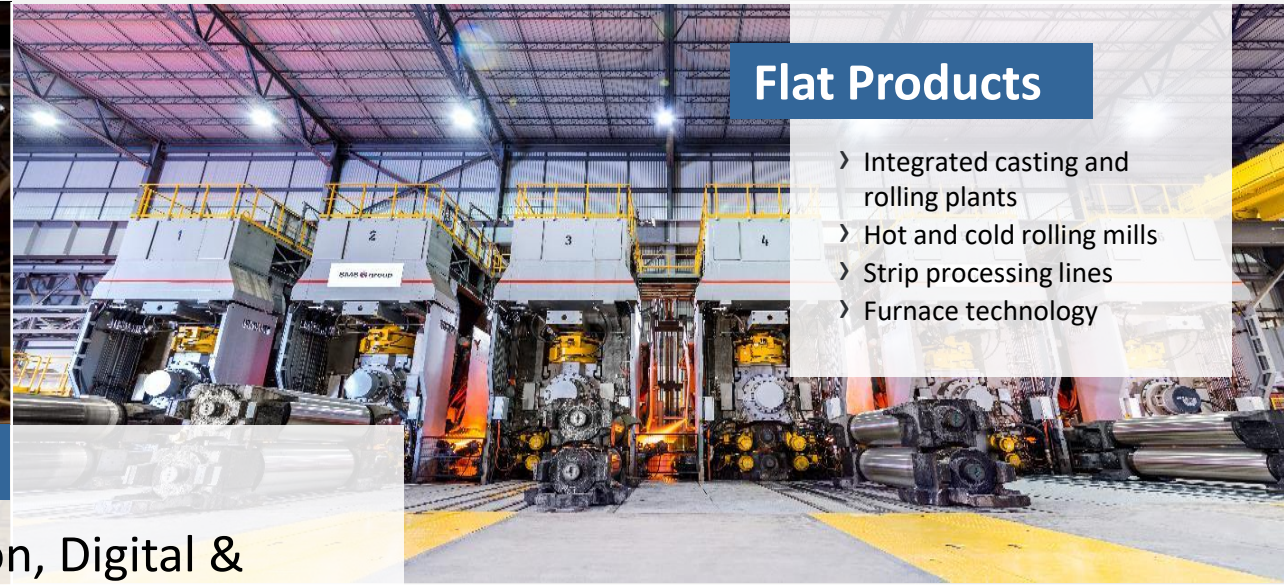 Flat Products
› Integrated casting and
rolling plants
› Hot and cold rolling mills
› Strip processing lines
› Furnace technology
1
2
3
4
SMS group
n, Digital &